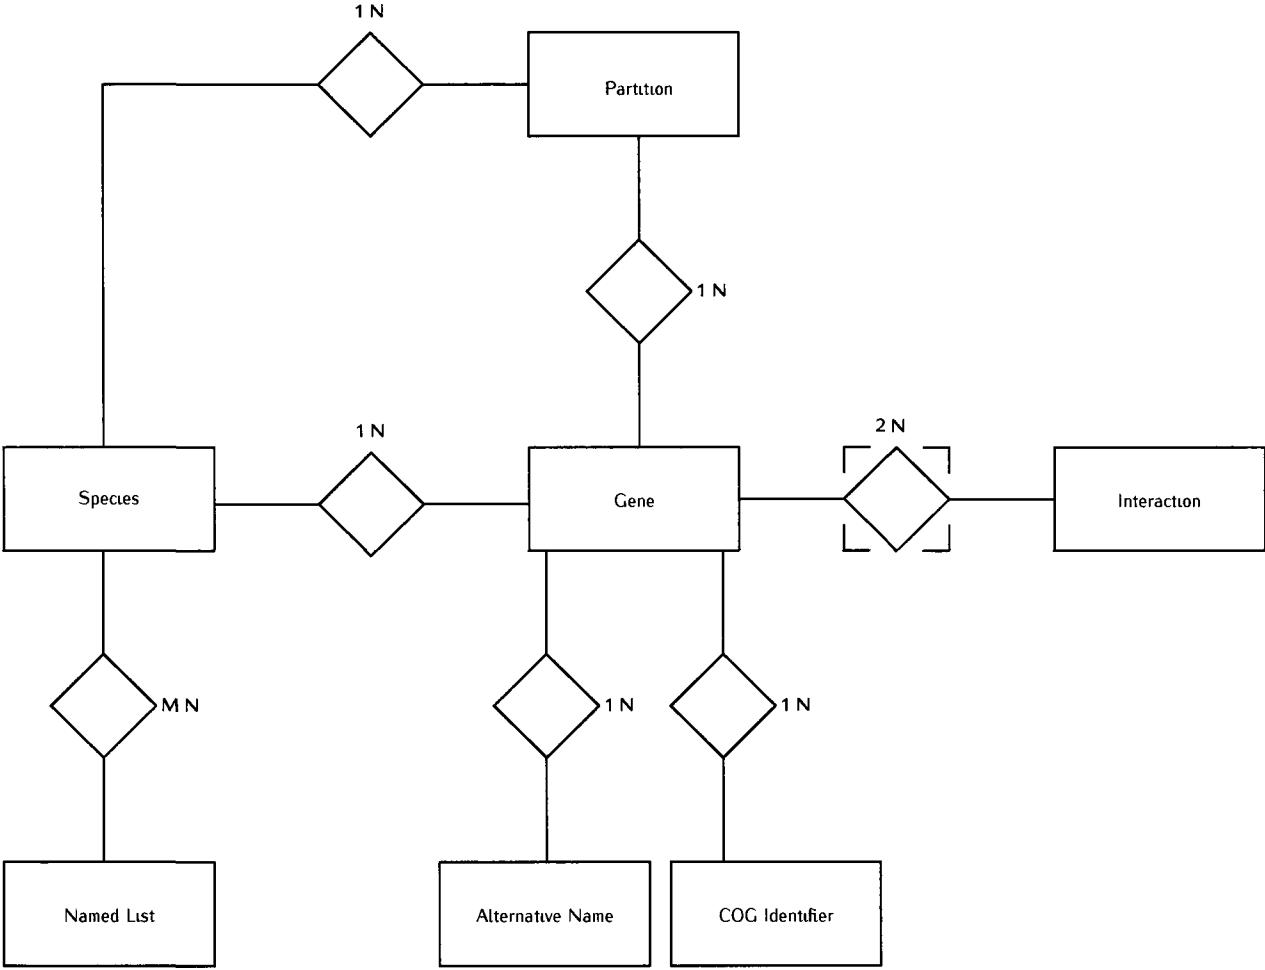 1 N
Partition
1 N
1 N
2 N
Species
Gene
Interaction
M N
1 N
1 N
Named List
Alternative Name
COG Identifier